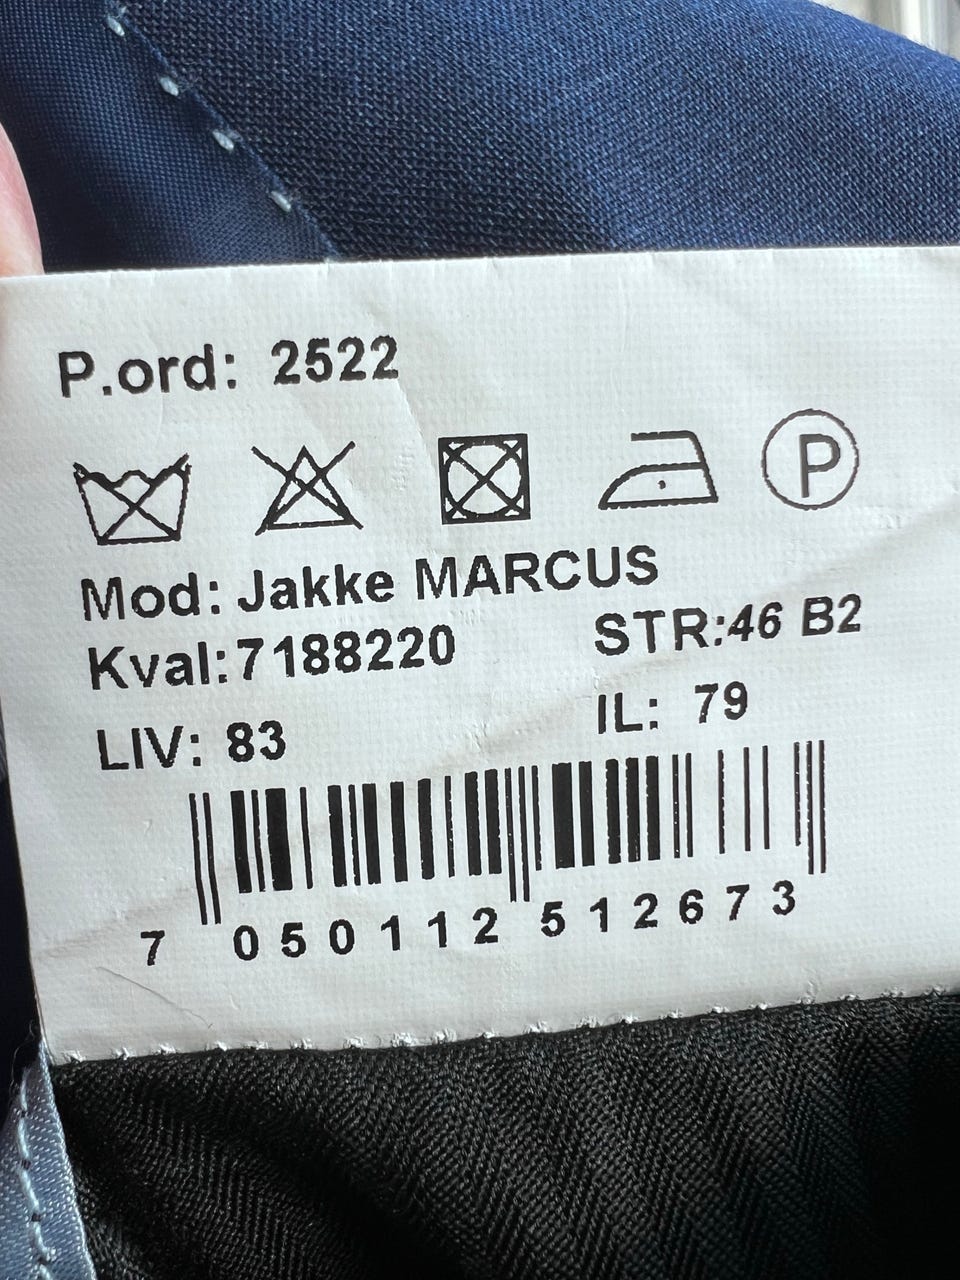 P.ord: 2522
P
Mod: Jakke MARCUS
Kval:7188220 STR:46 B2
LIV: 83 IL: 79
7 050112 512673